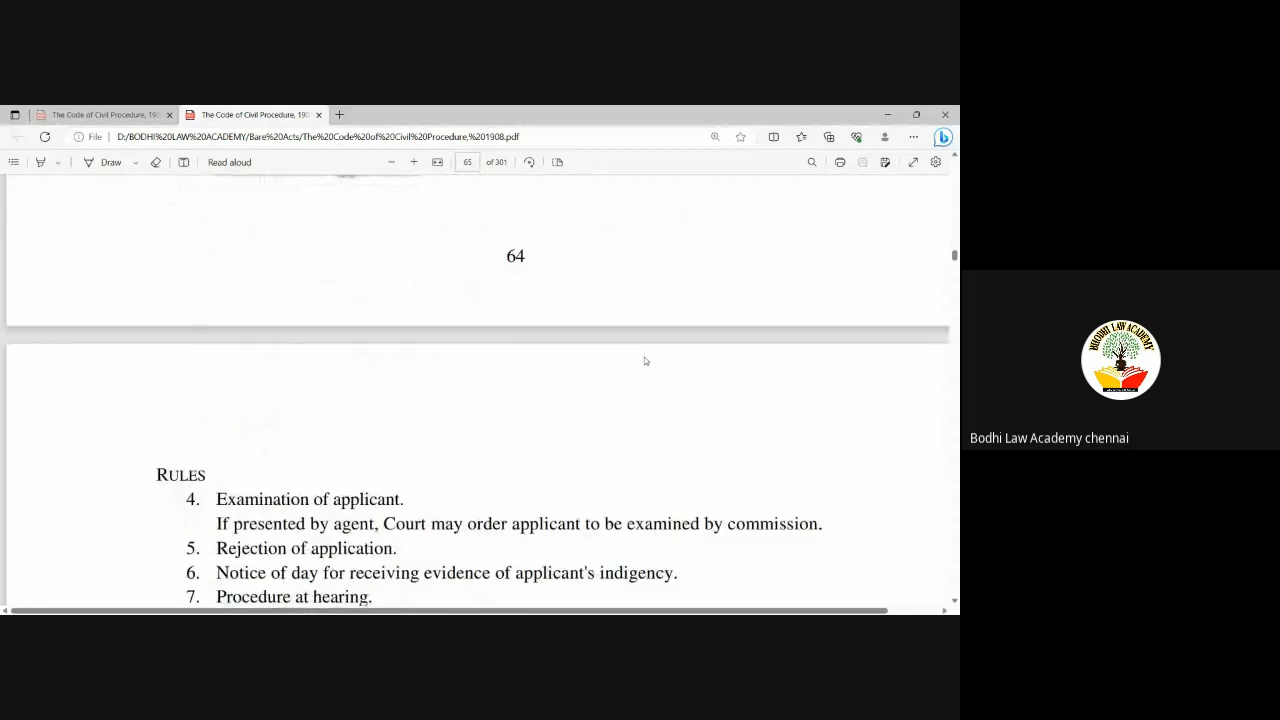 The Code of Civil Procedure, 190
The Code of Civil Procedure, 190
File
D:/BODHI%20LAW%20ACADEMY/Bare%20Acts/The%20Code%20of%20Civil%20Procedure,%201908.pdf
Draw
Read aloud
65 of 301
64
RULES
4. Examination of applicant.
If presented by agent, Court may order applicant to be examined by commission.
5. Rejection of application.
6. Notice of day for receiving evidence of applicant's indigency.
7. Procedure at hearing.
BHODHI LAW ACADEMY
Bodhi Law Academy chennai